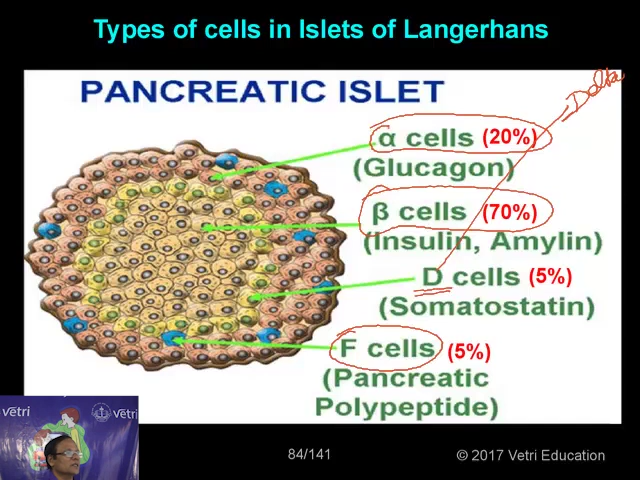 Types of cells in Islets of Langerhans
PANCREATIC ISLET
Delta
α cells (20%)
(Glucagon)
β cells (70%)
(Insulin, Amylin)
D cells (5%)
(Somatostatin)
F cells (5%)
(Pancreatic
Polypeptide)
vetri vetri
84/141
© 2017 Vetri Education